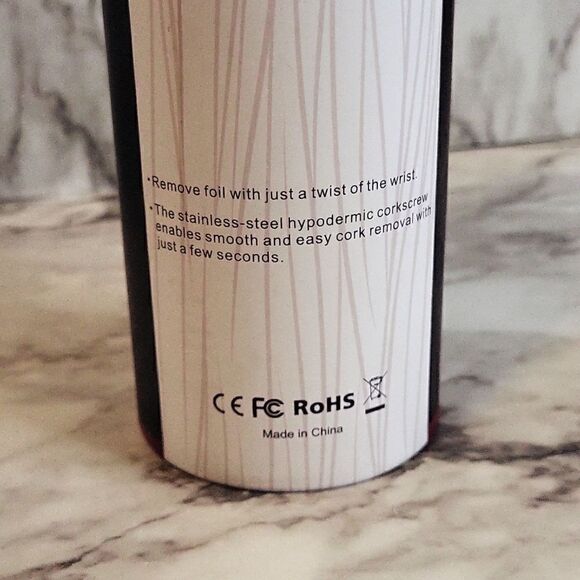 •Remove foil with just a twist of the wrist.
•The stainless-steel hypodermic corkscrew
enables smooth and easy cork removal with
just a few seconds.
CE FC RoHS
Made in China